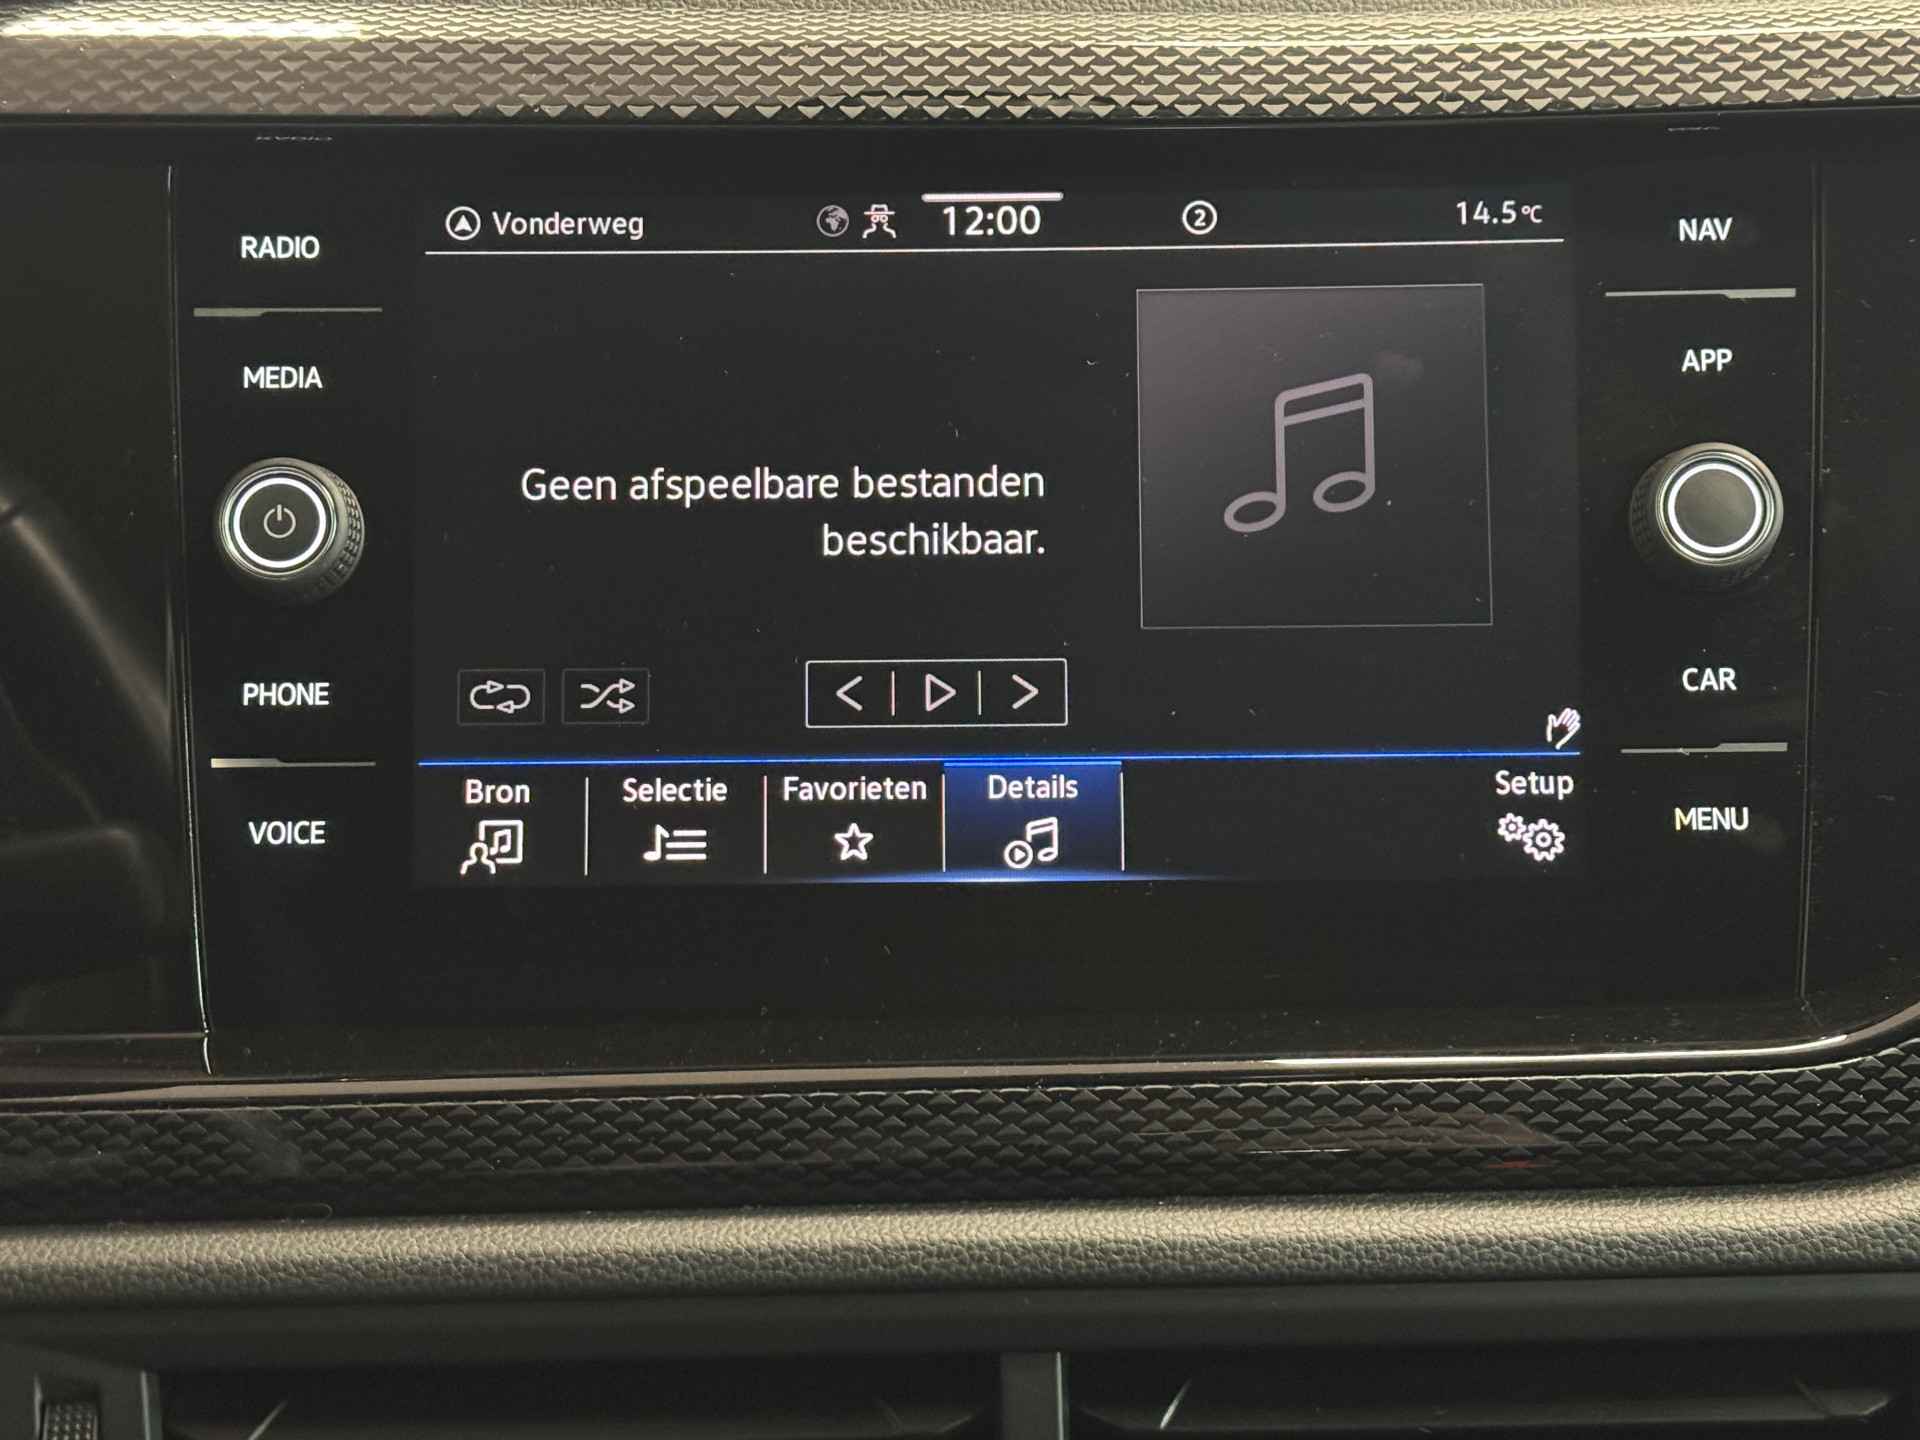 RADIO
MEDIA
PHONE
VOICE
Vonderweg
12:00
2
14.5°C
Geen afspeelbare bestanden
beschikbaar.
Bron
Selectie
Favorieten
Details
Setup
NAV
APP
CAR
MENU